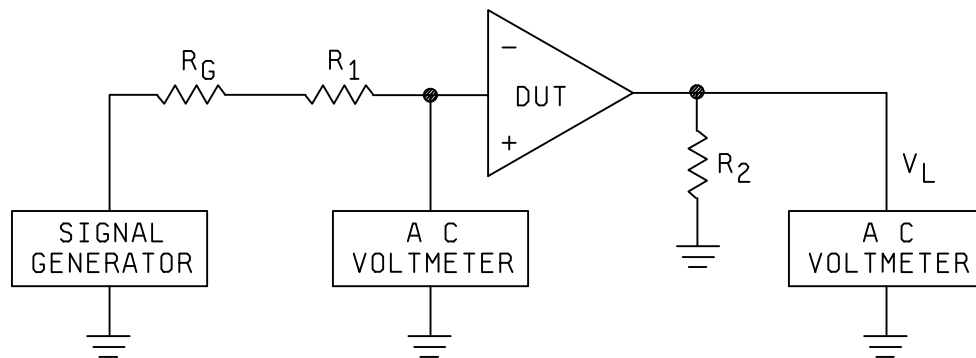 R_G
R_1
−
DUT
+
R_2
V_L
SIGNAL
GENERATOR
A C
VOLTMETER
A C
VOLTMETER